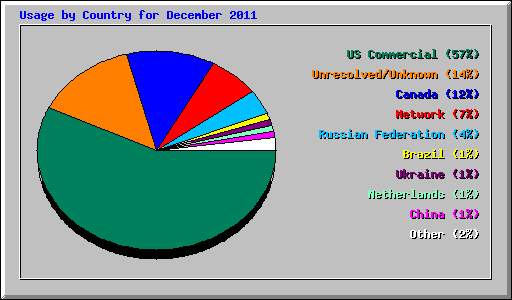 Usage by Country for December 2011
US Commercial (57%)
Unresolved/Unknown (14%)
Canada (12%)
Network (7%)
Russian Federation (4%)
Brazil (1%)
Ukraine (1%)
Netherlands (1%)
China (1%)
Other (2%)